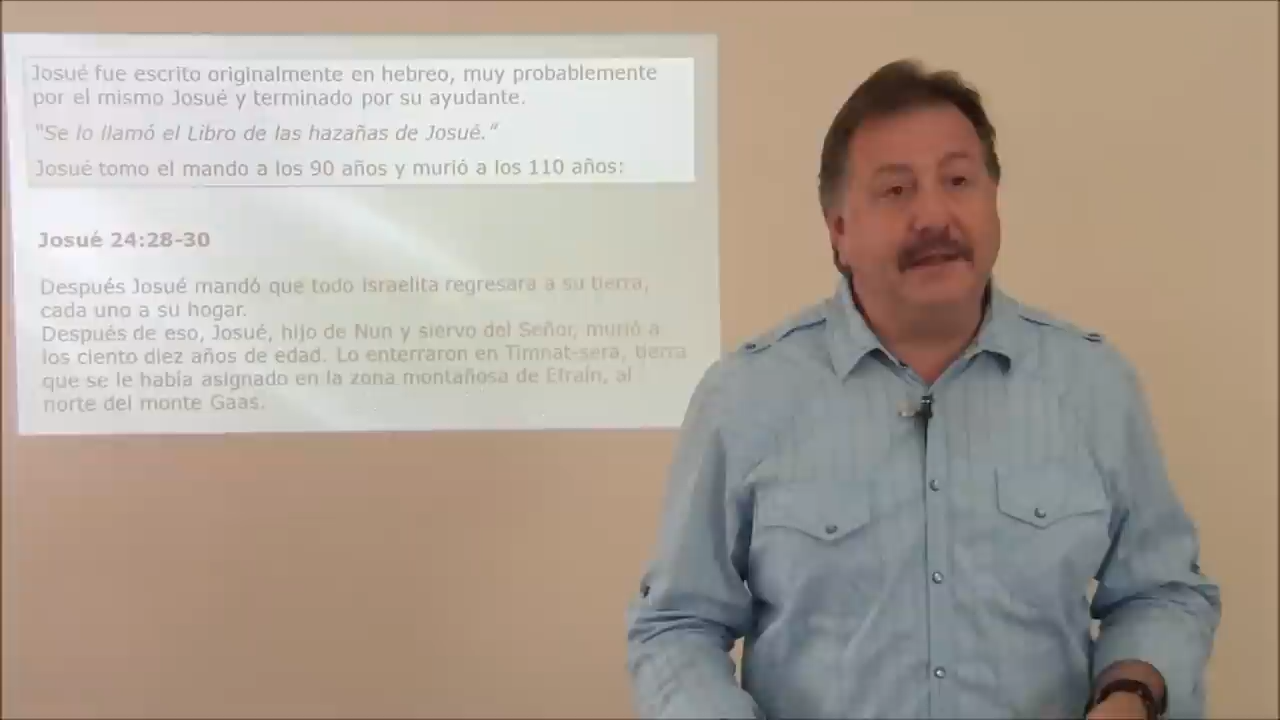 Josué fue escrito originalmente en hebreo, muy probablemente
por el mismo Josué y terminado por su ayudante.
"Se lo llamó el Libro de las hazañas de Josué."
Josué tomo el mando a los 90 años y murió a los 110 años:
Josué 24:28-30
Después Josué mandó que todo israelita regresara a su tierra,
cada uno a su hogar.
Después de eso, Josué, hijo de Nun y siervo del Señor, murió a
los ciento diez años de edad. Lo enterraron en Timnat-sera, tierra
que se le había asignado en la zona montañosa de Efraín, al
norte del monte Gaas.